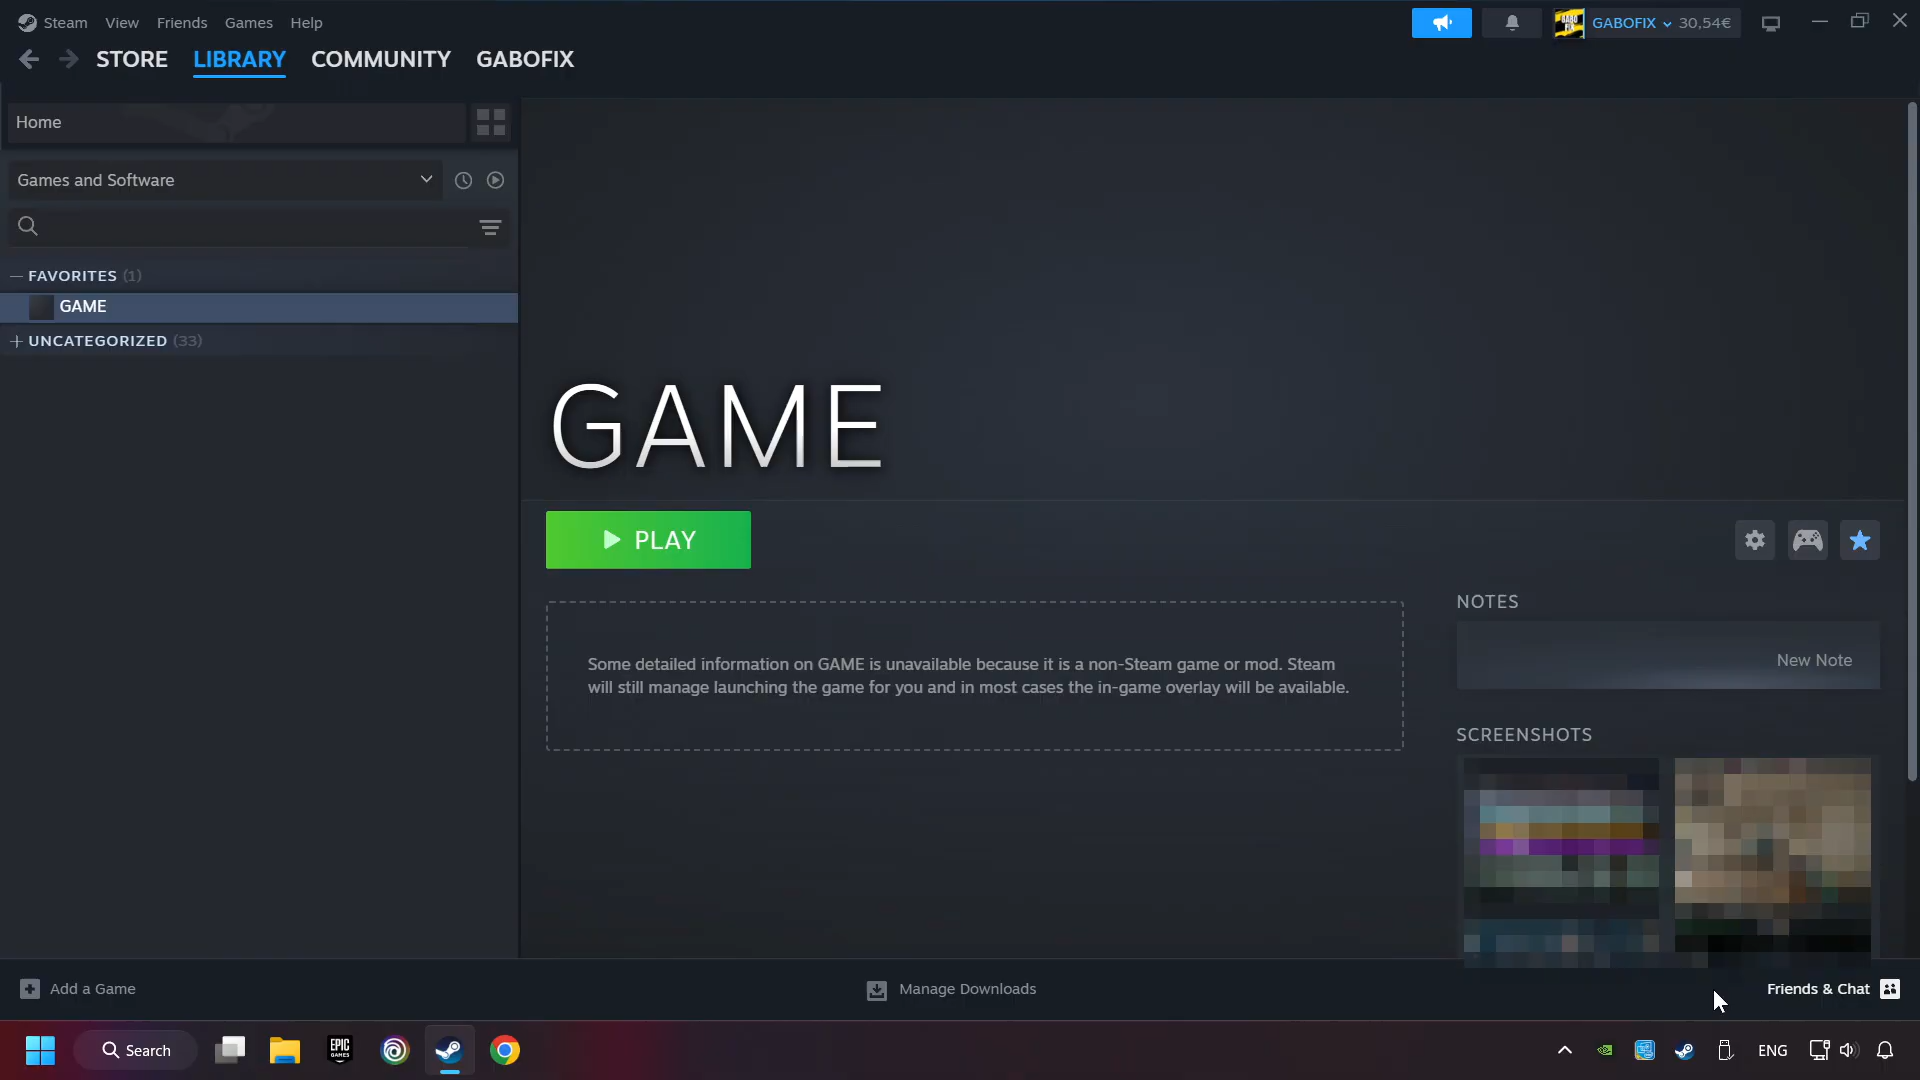 Steam View Friends Games Help
GABOFIX 30,54€
STORE LIBRARY COMMUNITY GABOFIX
Home
Games and Software
— FAVORITES (1)
GAME
+ UNCATEGORIZED (33)
GAME
PLAY
Some detailed information on GAME is unavailable because it is a non-Steam game or mod. Steam
will still manage launching the game for you and in most cases the in-game overlay will be available.
NOTES
New Note
SCREENSHOTS
Add a Game
Manage Downloads
Friends & Chat
Search
EPIC
GAMES
ENG